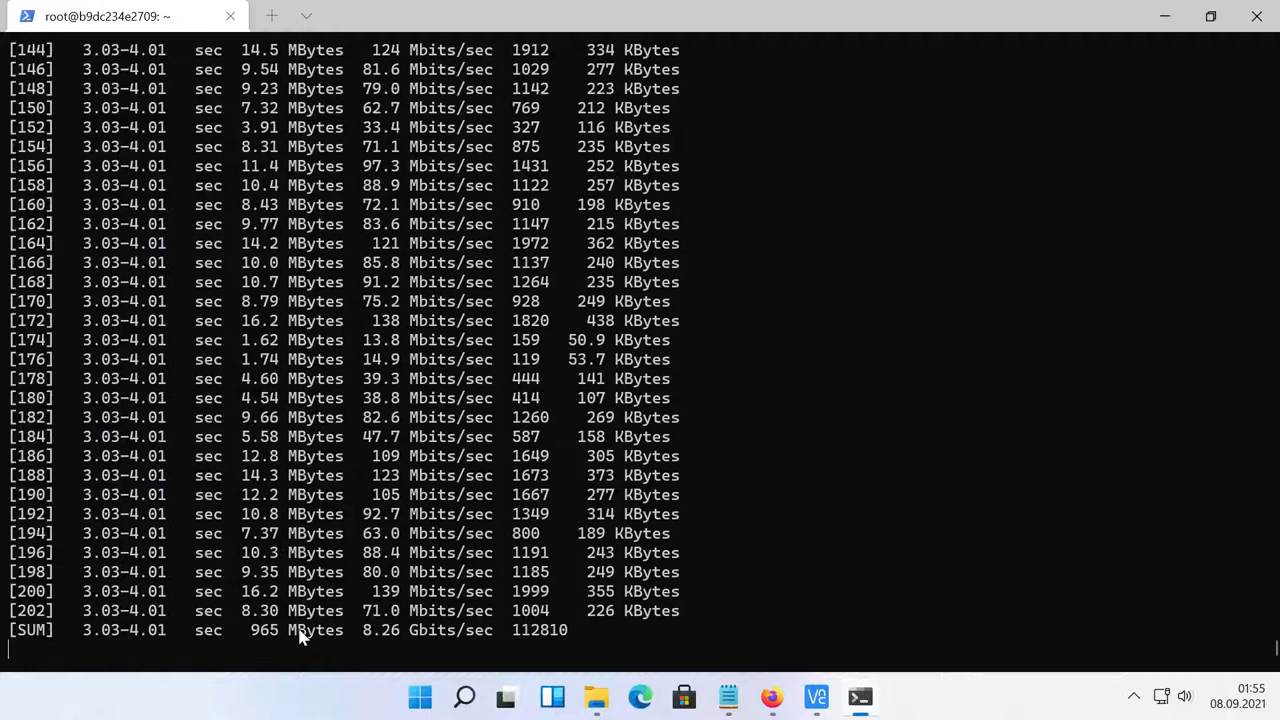 root@b9dc234e2709: ~
[144] 3.03-4.01 sec 14.5 MBytes 124 Mbits/sec 1912 334 KBytes
[146] 3.03-4.01 sec 9.54 MBytes 81.6 Mbits/sec 1029 277 KBytes
[148] 3.03-4.01 sec 9.23 MBytes 79.0 Mbits/sec 1142 223 KBytes
[150] 3.03-4.01 sec 7.32 MBytes 62.7 Mbits/sec 769 212 KBytes
[152] 3.03-4.01 sec 3.91 MBytes 33.4 Mbits/sec 327 116 KBytes
[154] 3.03-4.01 sec 8.31 MBytes 71.1 Mbits/sec 875 235 KBytes
[156] 3.03-4.01 sec 11.4 MBytes 97.3 Mbits/sec 1431 252 KBytes
[158] 3.03-4.01 sec 10.4 MBytes 88.9 Mbits/sec 1122 257 KBytes
[160] 3.03-4.01 sec 8.43 MBytes 72.1 Mbits/sec 910 198 KBytes
[162] 3.03-4.01 sec 9.77 MBytes 83.6 Mbits/sec 1147 215 KBytes
[164] 3.03-4.01 sec 14.2 MBytes 121 Mbits/sec 1972 362 KBytes
[166] 3.03-4.01 sec 10.0 MBytes 85.8 Mbits/sec 1137 240 KBytes
[168] 3.03-4.01 sec 10.7 MBytes 91.2 Mbits/sec 1264 235 KBytes
[170] 3.03-4.01 sec 8.79 MBytes 75.2 Mbits/sec 928 249 KBytes
[172] 3.03-4.01 sec 16.2 MBytes 138 Mbits/sec 1820 438 KBytes
[174] 3.03-4.01 sec 1.62 MBytes 13.8 Mbits/sec 159 50.9 KBytes
[176] 3.03-4.01 sec 1.74 MBytes 14.9 Mbits/sec 119 53.7 KBytes
[178] 3.03-4.01 sec 4.60 MBytes 39.3 Mbits/sec 444 141 KBytes
[180] 3.03-4.01 sec 4.54 MBytes 38.8 Mbits/sec 414 107 KBytes
[182] 3.03-4.01 sec 9.66 MBytes 82.6 Mbits/sec 1260 269 KBytes
[184] 3.03-4.01 sec 5.58 MBytes 47.7 Mbits/sec 587 158 KBytes
[186] 3.03-4.01 sec 12.8 MBytes 109 Mbits/sec 1649 305 KBytes
[188] 3.03-4.01 sec 14.3 MBytes 123 Mbits/sec 1673 373 KBytes
[190] 3.03-4.01 sec 12.2 MBytes 105 Mbits/sec 1667 277 KBytes
[192] 3.03-4.01 sec 10.8 MBytes 92.7 Mbits/sec 1349 314 KBytes
[194] 3.03-4.01 sec 7.37 MBytes 63.0 Mbits/sec 800 189 KBytes
[196] 3.03-4.01 sec 10.3 MBytes 88.4 Mbits/sec 1191 243 KBytes
[198] 3.03-4.01 sec 9.35 MBytes 80.0 Mbits/sec 1185 249 KBytes
[200] 3.03-4.01 sec 16.2 MBytes 139 Mbits/sec 1999 355 KBytes
[202] 3.03-4.01 sec 8.30 MBytes 71.0 Mbits/sec 1004 226 KBytes
[SUM] 3.03-4.01 sec 965 MBytes 8.26 Gbits/sec 112810
01:55
08.09.2021